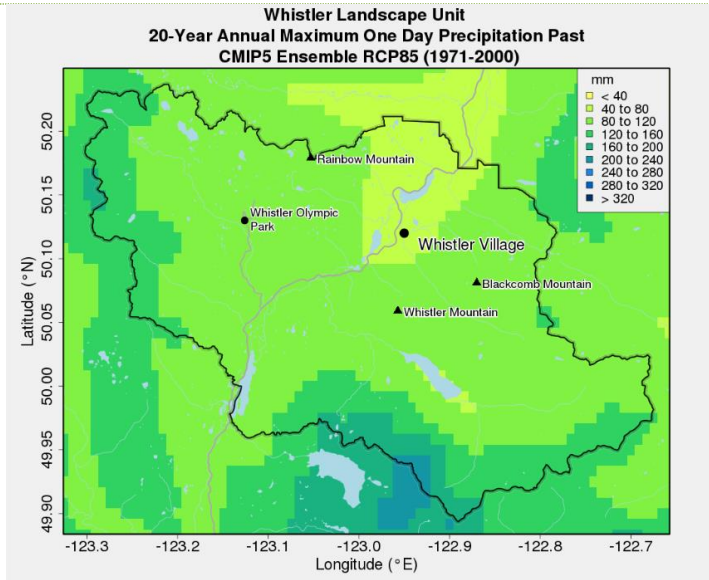 Whistler Landscape Unit
20-Year Annual Maximum One Day Precipitation Past
CMIP5 Ensemble RCP85 (1971-2000)
mm
< 40
40 to 80
80 to 120
120 to 160
160 to 200
200 to 240
240 to 280
280 to 320
> 320
Rainbow Mountain
Whistler Olympic
Park
Whistler Village
Blackcomb Mountain
Whistler Mountain
Latitude (°N)
50.20
50.15
50.10
50.05
50.00
49.95
49.90
-123.3
-123.2
-123.1
-123.0
-122.9
-122.8
-122.7
Longitude (°E)